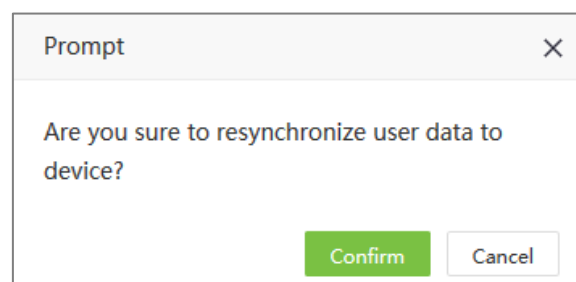 Prompt
Are you sure to resynchronize user data to
device?
Confirm Cancel